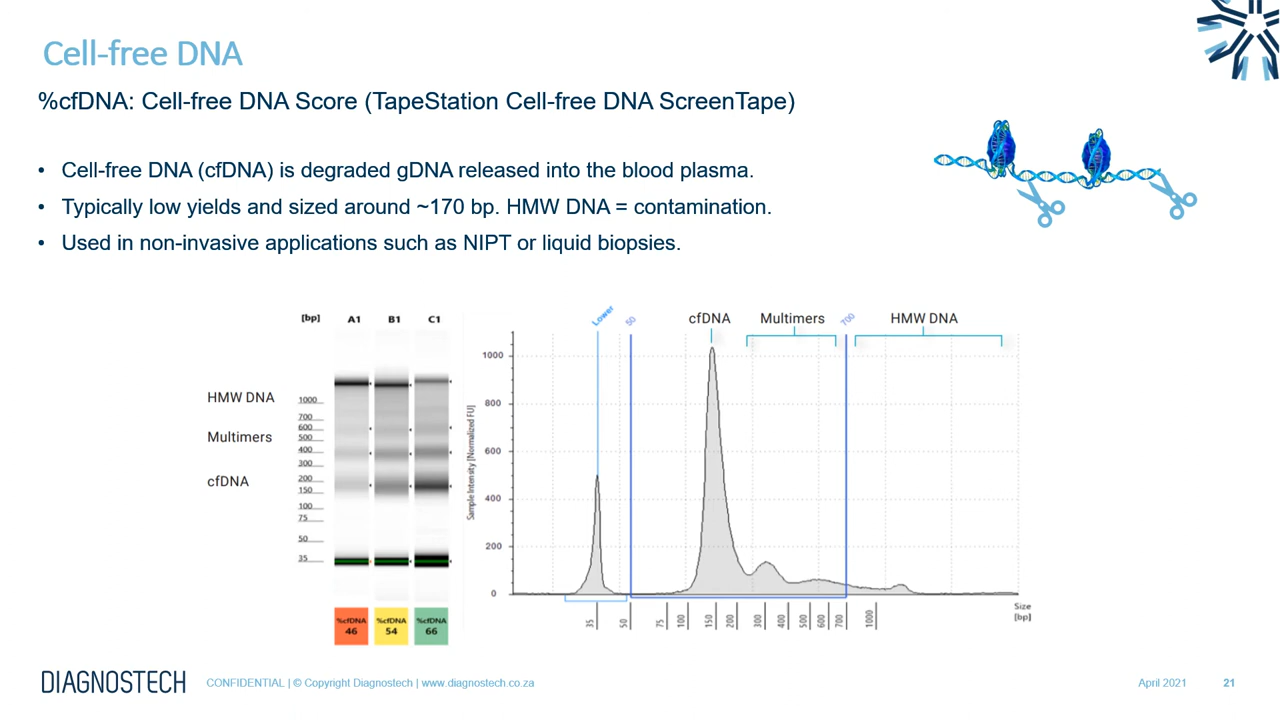 Cell-free DNA
%cfDNA: Cell-free DNA Score (TapeStation Cell-free DNA ScreenTape)
• Cell-free DNA (cfDNA) is degraded gDNA released into the blood plasma.
• Typically low yields and sized around ~170 bp. HMW DNA = contamination.
• Used in non-invasive applications such as NIPT or liquid biopsies.
[bp] A1 B1 C1
HMW DNA
Multimers
cfDNA
1000
700
600
500
400
300
200
150
100
75
50
35
%cfDNA 46
%cfDNA 54
%cfDNA 66
Lower
50
cfDNA
Multimers
700
HMW DNA
Sample Intensity [Normalized FU]
1000
800
600
400
200
0
35 50 75 100 150 200 300 400 500 600 700 1000
Size
[bp]
DIAGNOSTECH
CONFIDENTIAL | © Copyright Diagnostech | www.diagnostech.co.za
April 2021
21